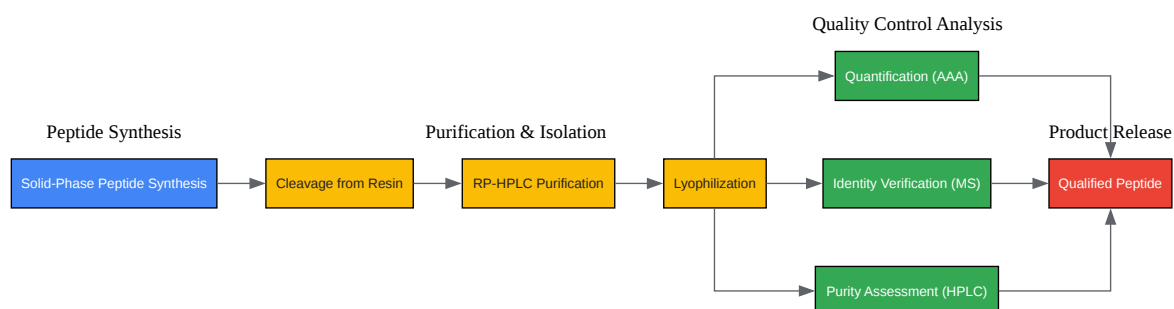 Quality Control Analysis
Quantification (AAA)
Peptide Synthesis
Purification & Isolation
Product Release
Solid-Phase Peptide Synthesis
Cleavage from Resin
RP-HPLC Purification
Lyophilization
Identity Verification (MS)
Qualified Peptide
Purity Assessment (HPLC)